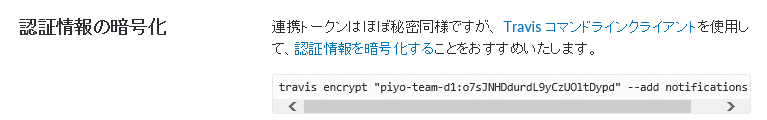 認証情報の暗号化
連携トークンはほぼ秘密同様ですが、 Travis コマンドラインクライアントを使用し
て、認証情報を暗号化することをおすすめいたします。
travis encrypt "piyo-team-d1:o7sJNHDdurdL9yCzUOltDypd" --add notifications